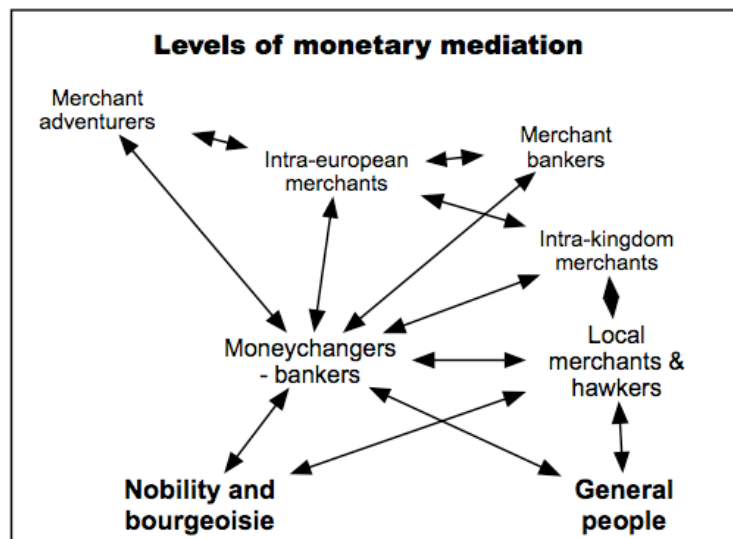 Levels of monetary mediation
Merchant
adventurers
Intra-european
merchants
Merchant
bankers
Intra-kingdom
merchants
Moneychangers
- bankers
Local
merchants &
hawkers
Nobility and
bourgeoisie
General
people